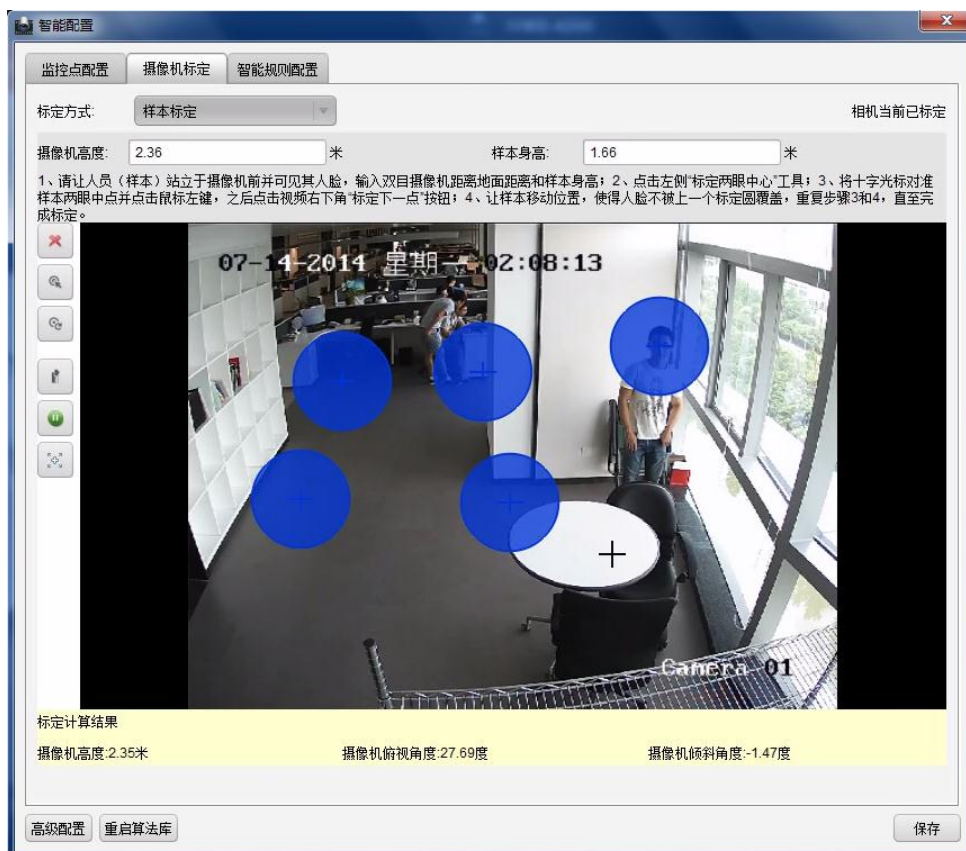 智能配置
监控点配置 摄像机标定 智能规则配置
标定方式: 样本标定 相机当前已标定
摄像机高度: 2.36 米 样本身高: 1.66 米
1、请让人员（样本）站立于摄像机前并可见其人脸，输入双目摄像机距离地面距离和样本身高；2、点击左侧“标定两眼中心”工具；3、将十字光标对准
样本两眼中点并点击鼠标左键，之后点击视频右下角“标定下一点”按钮；4、让样本移动位置，使得人脸不被上一个标定圆覆盖，重复步骤3和4，直至完
成标定。
07-14-2014 星期一 02:08:13
Camera 01
标定计算结果
摄像机高度:2.35米 摄像机俯视角度:27.69度 摄像机倾斜角度:-1.47度
高级配置 重启算法库 保存